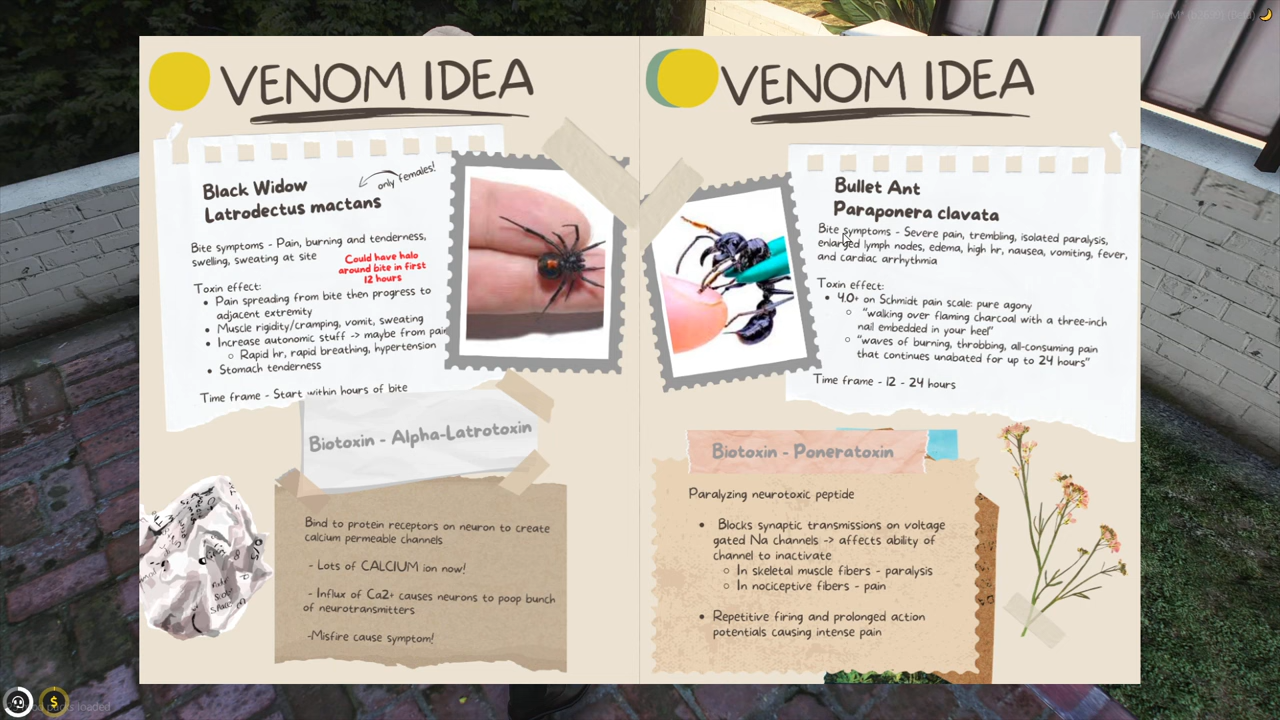 VENOM IDEA
Black Widow
Latrodectus mactans
only females!
Bite symptoms - Pain, burning and tenderness,
swelling, sweating at site
Could have halo
around bite in first
12 hours
Toxin effect:
• Pain spreading from bite then progress to
adjacent extremity
• Muscle rigidity/cramping, vomit, sweating
• Increase autonomic stuff -> maybe from pain
○ Rapid hr, rapid breathing, hypertension
• Stomach tenderness
Time frame - Start within hours of bite
Biotoxin - Alpha-Latrotoxin
Bind to protein receptors on neuron to create
calcium permeable channels
- Lots of CALCIUM ion now!
- Influx of Ca2+ causes neurons to poop bunch
of neurotransmitters
-Misfire cause symptom!
VENOM IDEA
Bullet Ant
Paraponera clavata
Bite symptoms - Severe pain, trembling, isolated paralysis,
enlarged lymph nodes, edema, high hr, nausea, vomiting, fever,
and cardiac arrhythmia
Toxin effect:
• 4.0+ on Schmidt pain scale: pure agony
○ "walking over flaming charcoal with a three-inch
nail embedded in your heel"
○ "waves of burning, throbbing, all-consuming pain
that continues unabated for up to 24 hours"
Time frame - 12 - 24 hours
Biotoxin - Poneratoxin
Paralyzing neurotoxic peptide
• Blocks synaptic transmissions on voltage
gated Na channels -> affects ability of
channel to inactivate
○ In skeletal muscle fibers - paralysis
○ In nociceptive fibers - pain
• Repetitive firing and prolonged action
potentials causing intense pain
loaded